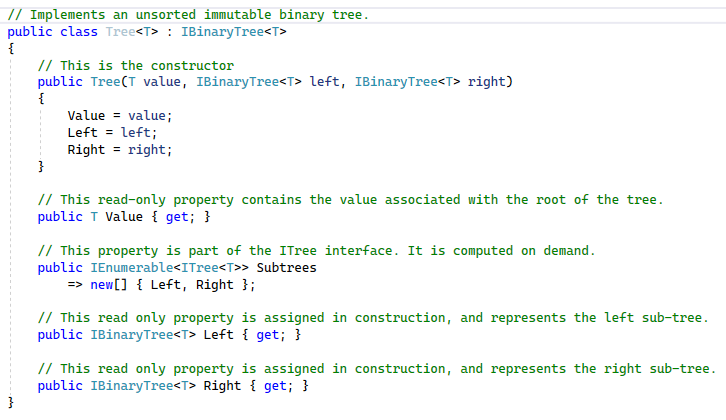 // Implements an unsorted immutable binary tree.
public class Tree<T> : IBinaryTree<T>
{
    // This is the constructor
    public Tree(T value, IBinaryTree<T> left, IBinaryTree<T> right)
    {
        Value = value;
        Left = left;
        Right = right;
    }

    // This read-only property contains the value associated with the root of the tree.
    public T Value { get; }

    // This property is part of the ITree interface. It is computed on demand.
    public IEnumerable<ITree<T>> Subtrees
        => new[] { Left, Right };

    // This read only property is assigned in construction, and represents the left sub-tree.
    public IBinaryTree<T> Left { get; }

    // This read only property is assigned in construction, and represents the right sub-tree.
    public IBinaryTree<T> Right { get; }
}